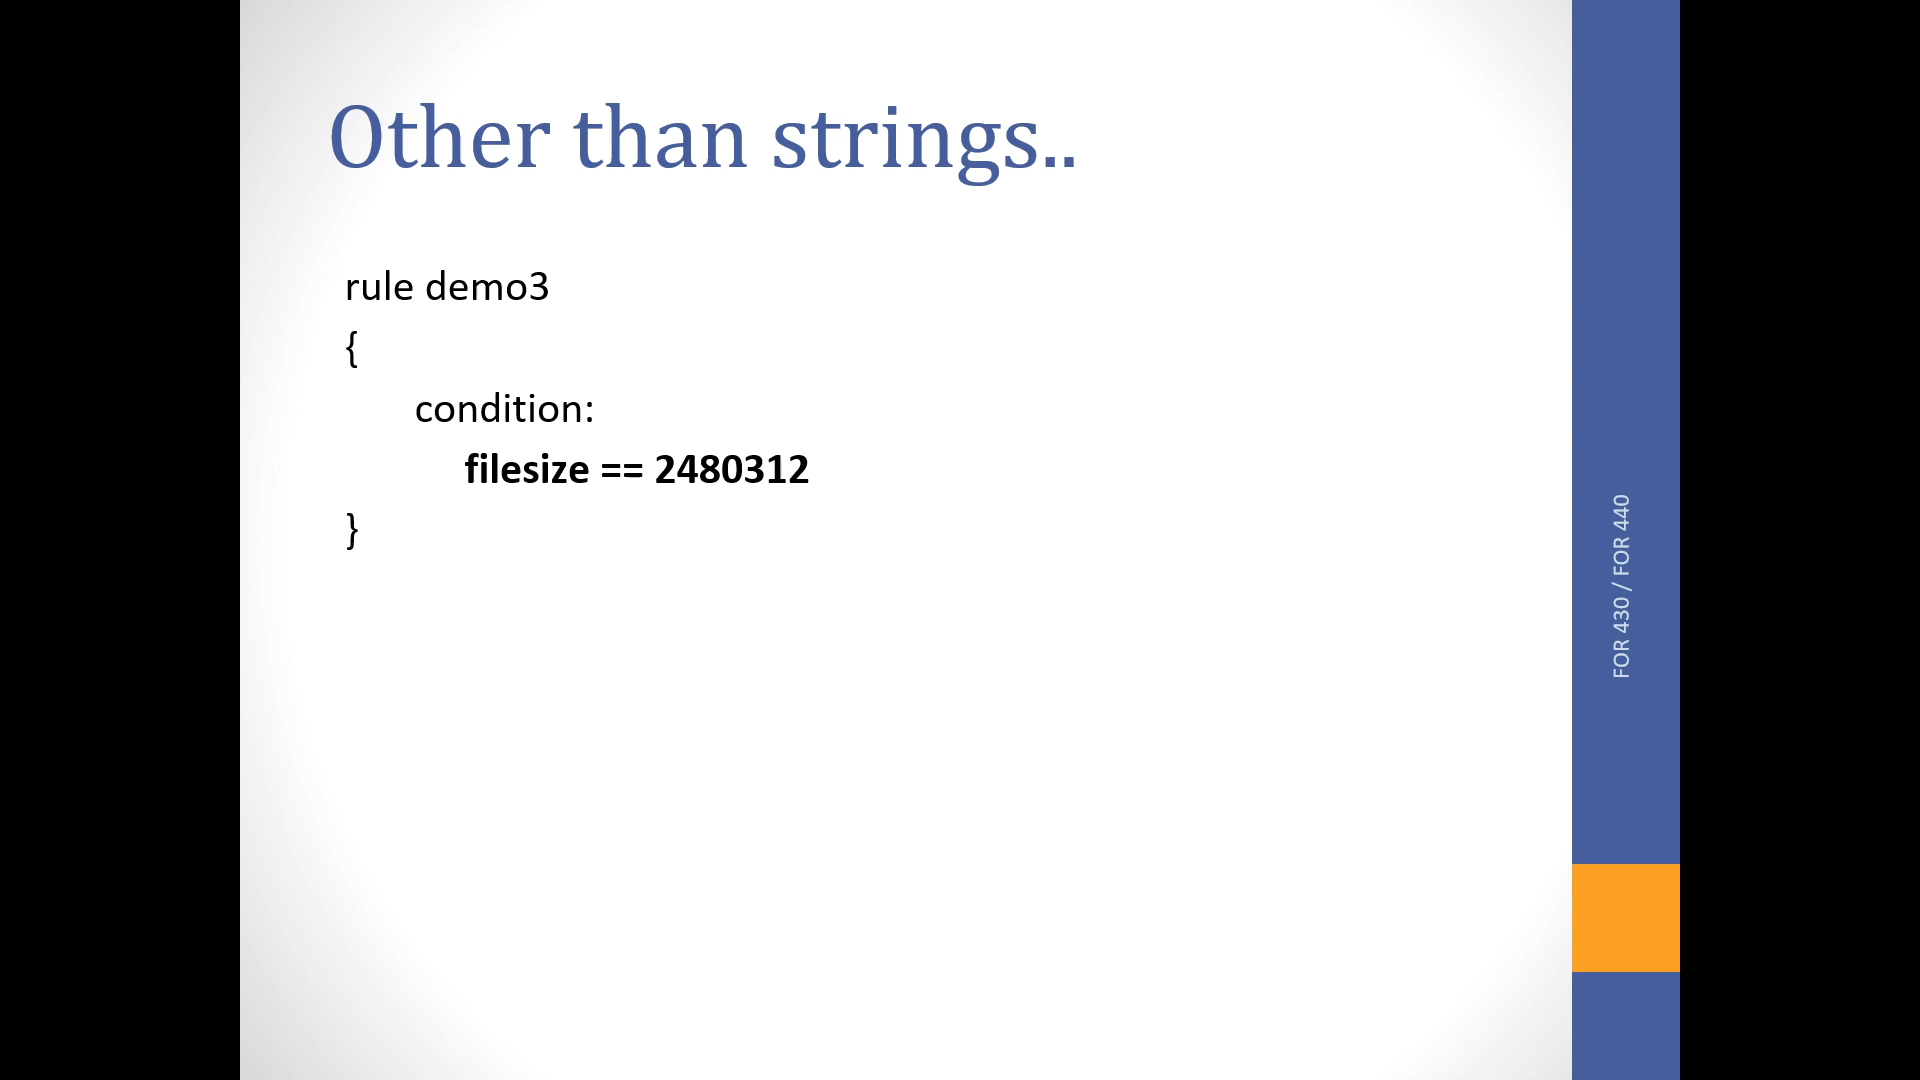 Other than strings..
rule demo3
{
condition:
filesize == 2480312
}
FOR 430 / FOR 440